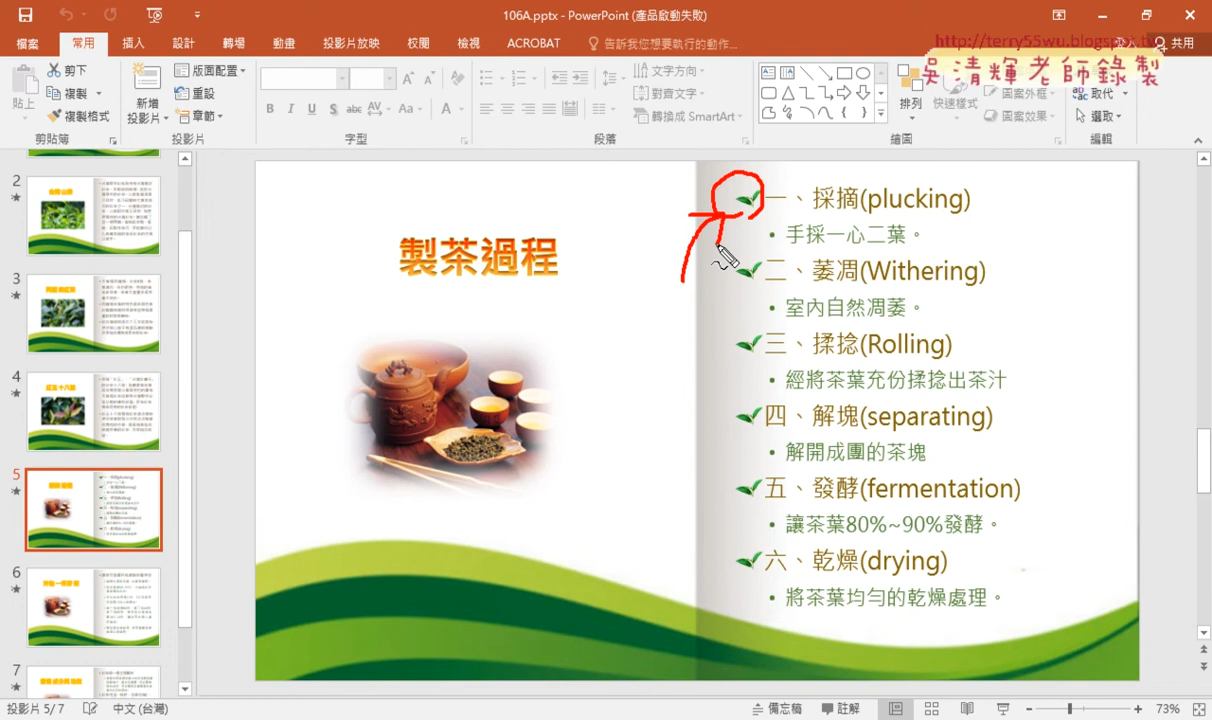 106A.pptx - PowerPoint (產品啟動失敗)
檔案 常用 插入 設計 轉場 動畫 投影片放映 校閱 檢視 ACROBAT 告訴我您想要執行的動作... 登入 共用
http://terry55wu.blogspot.tw
吳清輝老師錄製
貼上 剪下 複製 複製格式 剪貼簿
新增投影片 版面配置 重設 章節 投影片
B I U S abc AV Aa A 字型
文字方向 對齊文字 轉換成 SmartArt 段落
排列 快速樣式 圖案外框 圖案效果 繪圖
取代 選取 編輯
2
3
4
5
6
7
製茶過程
一、採摘(plucking)
• 手採一心二葉。
二、萎凋(Withering)
• 室內自然凋萎。
三、揉捻(Rolling)
• 經將茶葉充份揉捻出茶汁
四、解塊(separating)
• 解開成團的茶塊
五、發酵(fermentation)
• 讓茶葉80%~90%發酵。
六、乾燥(drying)
• 將茶葉均勻的乾燥處理。
投影片 5/7 中文 (台灣) 備忘稿 註解 73%